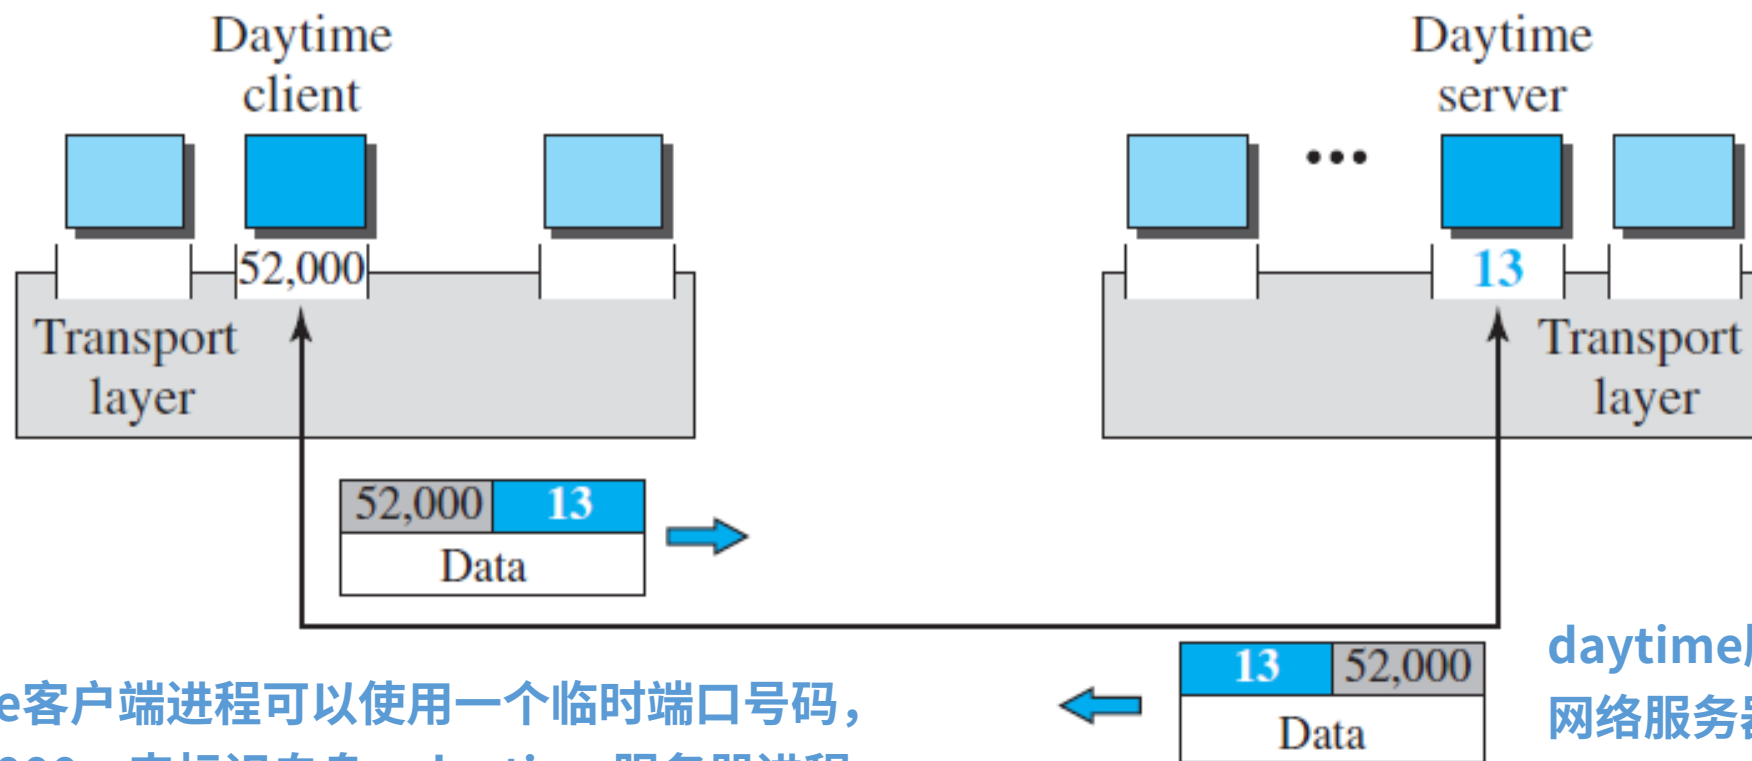 Daytime
client
Daytime
server
52,000
13
Transport
layer
Transport
layer
52,000 13
Data
13 52,000
Data
e客户端进程可以使用一个临时端口号码，
daytime
网络服务